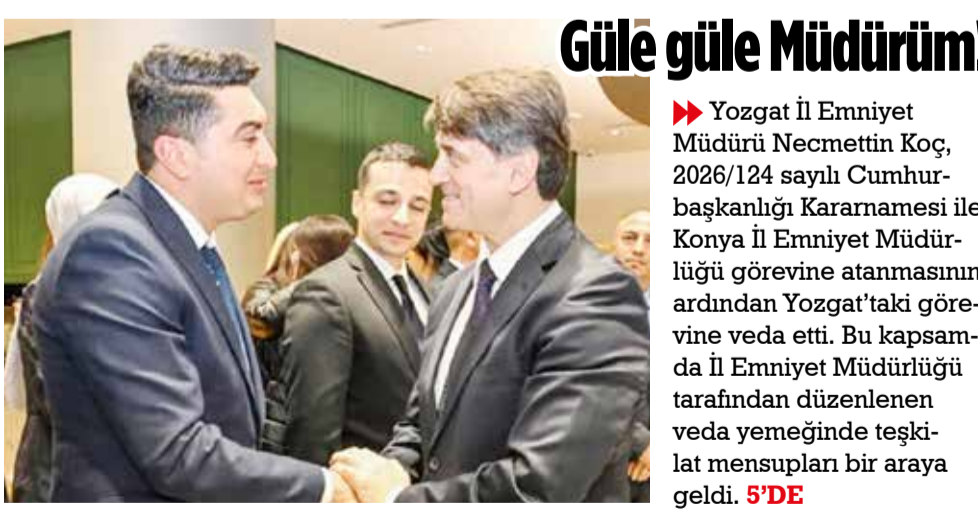 Güle güle Müdürüm!
Yozgat İl Emniyet
Müdürü Necmettin Koç,
2026/124 sayılı Cumhur-
başkanlığı Kararnamesi ile
Konya İl Emniyet Müdür-
lüğü görevine atanmasının
ardından Yozgat’taki göre-
vine veda etti. Bu kapsam-
da İl Emniyet Müdürlüğü
tarafından düzenlenen
veda yemeğinde teşki-
lat mensupları bir araya
geldi. 5’DE